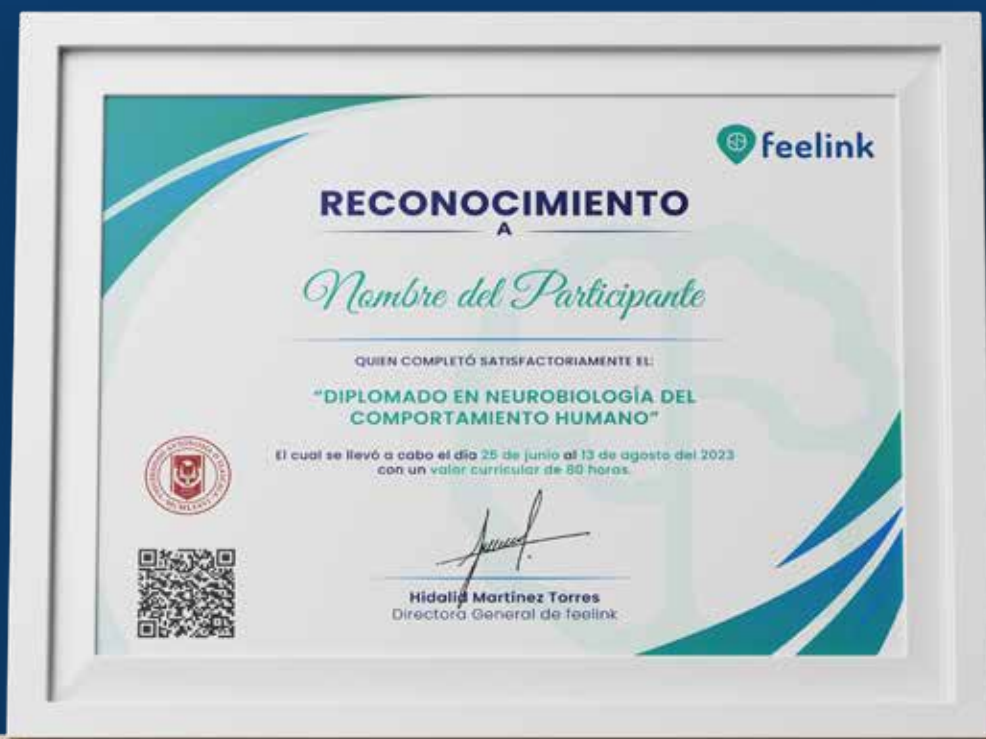 feelink
RECONOCIMIENTO
A
Nombre del Participante
QUIEN COMPLETÓ SATISFACTORIAMENTE EL:
“DIPLOMADO EN NEUROBIOLOGÍA DEL
COMPORTAMIENTO HUMANO”
El cual se llevó a cabo el día 25 de junio al 13 de agosto del 2023
con un valor curricular de 80 horas.
Hidalid Martínez Torres
Directora General de feelink